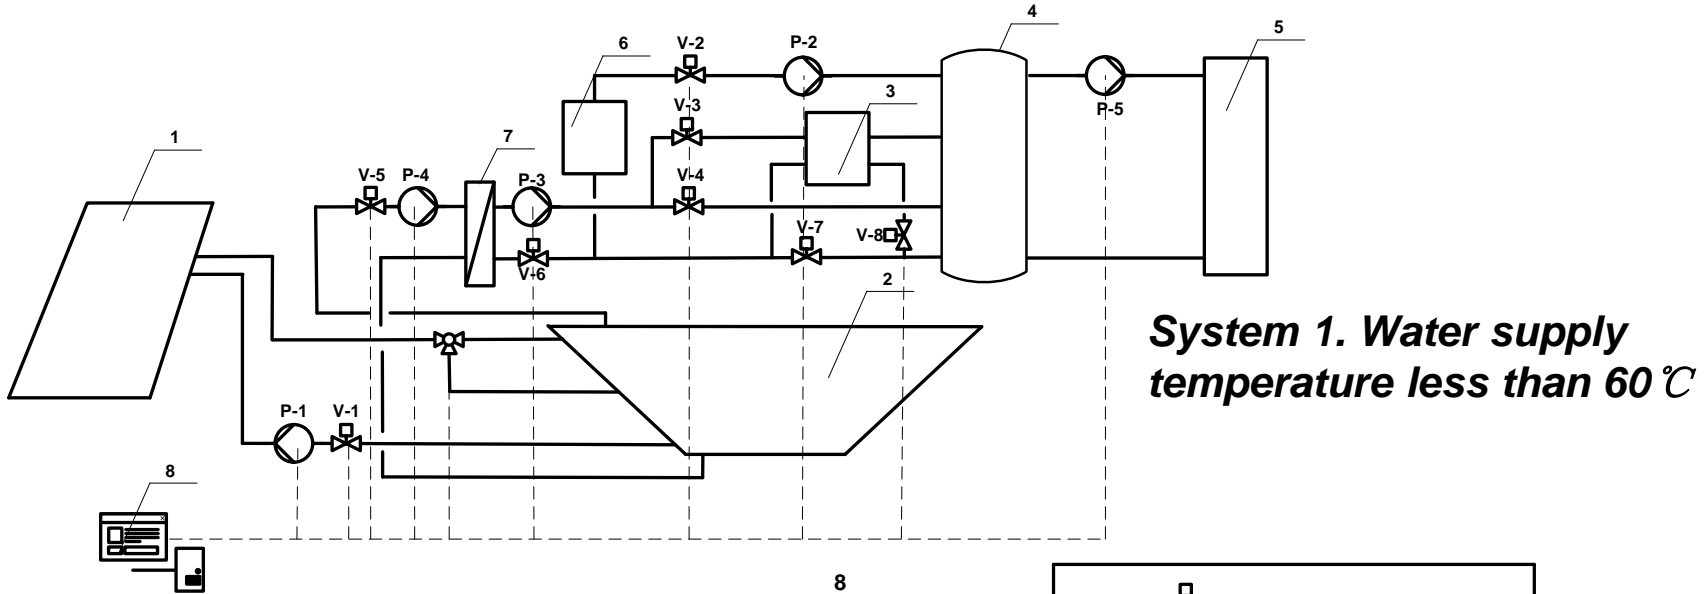 4
5
6
V-2
P-2
P-5
V-3
3
1
7
V-5
P-4
P-3
V-4
V-7
V-8
V-6
2
System 1. Water supply
temperature less than 60℃
P-1
V-1
8
8